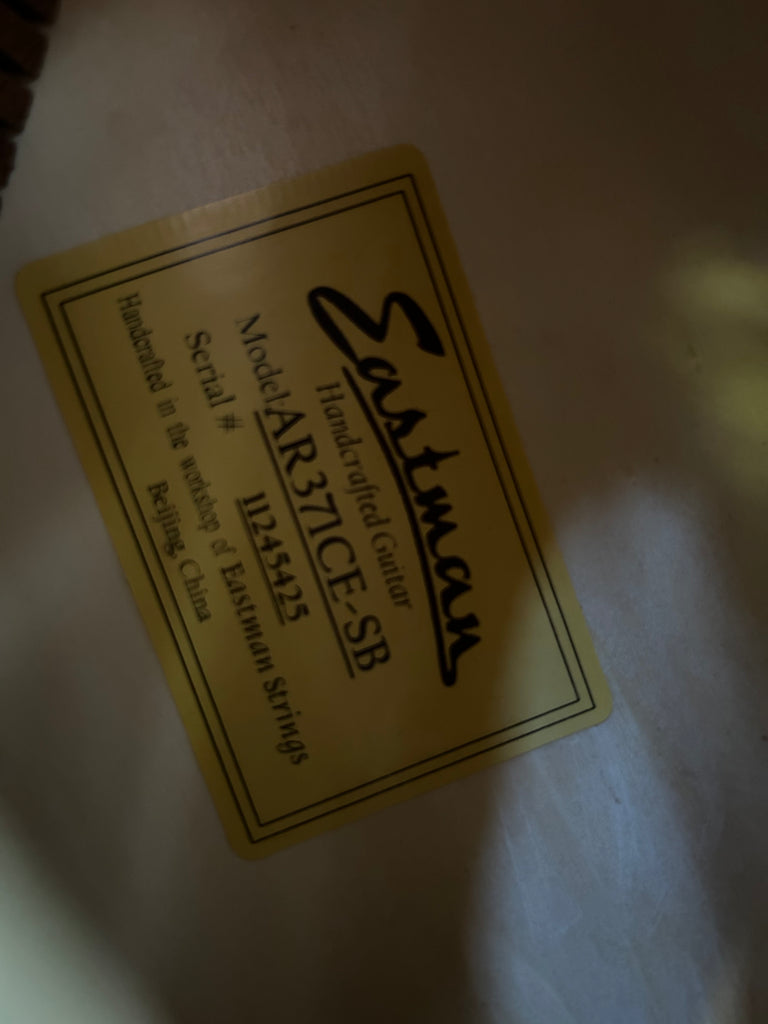 Eastman
Handcrafted Guitar
Model: AR371CE-SB
Serial # 11245425
Handcrafted in the workshop of Eastman Strings
Beijing, China